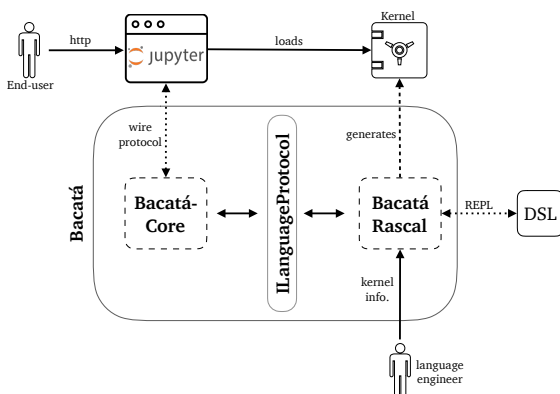 Kernel
http
loads
jupyter
End-user
wire
protocol
generates
Bacatá
Bacatá-
Core
ILanguageProtocol
Bacatá
Rascal
REPL
DSL
kernel
info.
language
engineer